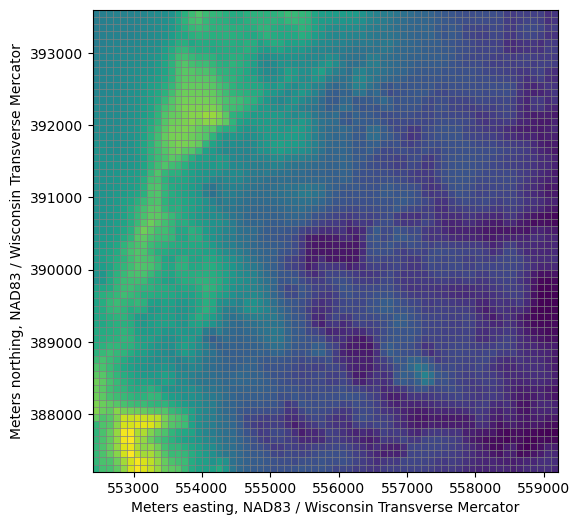 393000
392000
391000
390000
389000
388000
Meters northing, NAD83 / Wisconsin Transverse Mercator
553000 554000 555000 556000 557000 558000 559000
Meters easting, NAD83 / Wisconsin Transverse Mercator